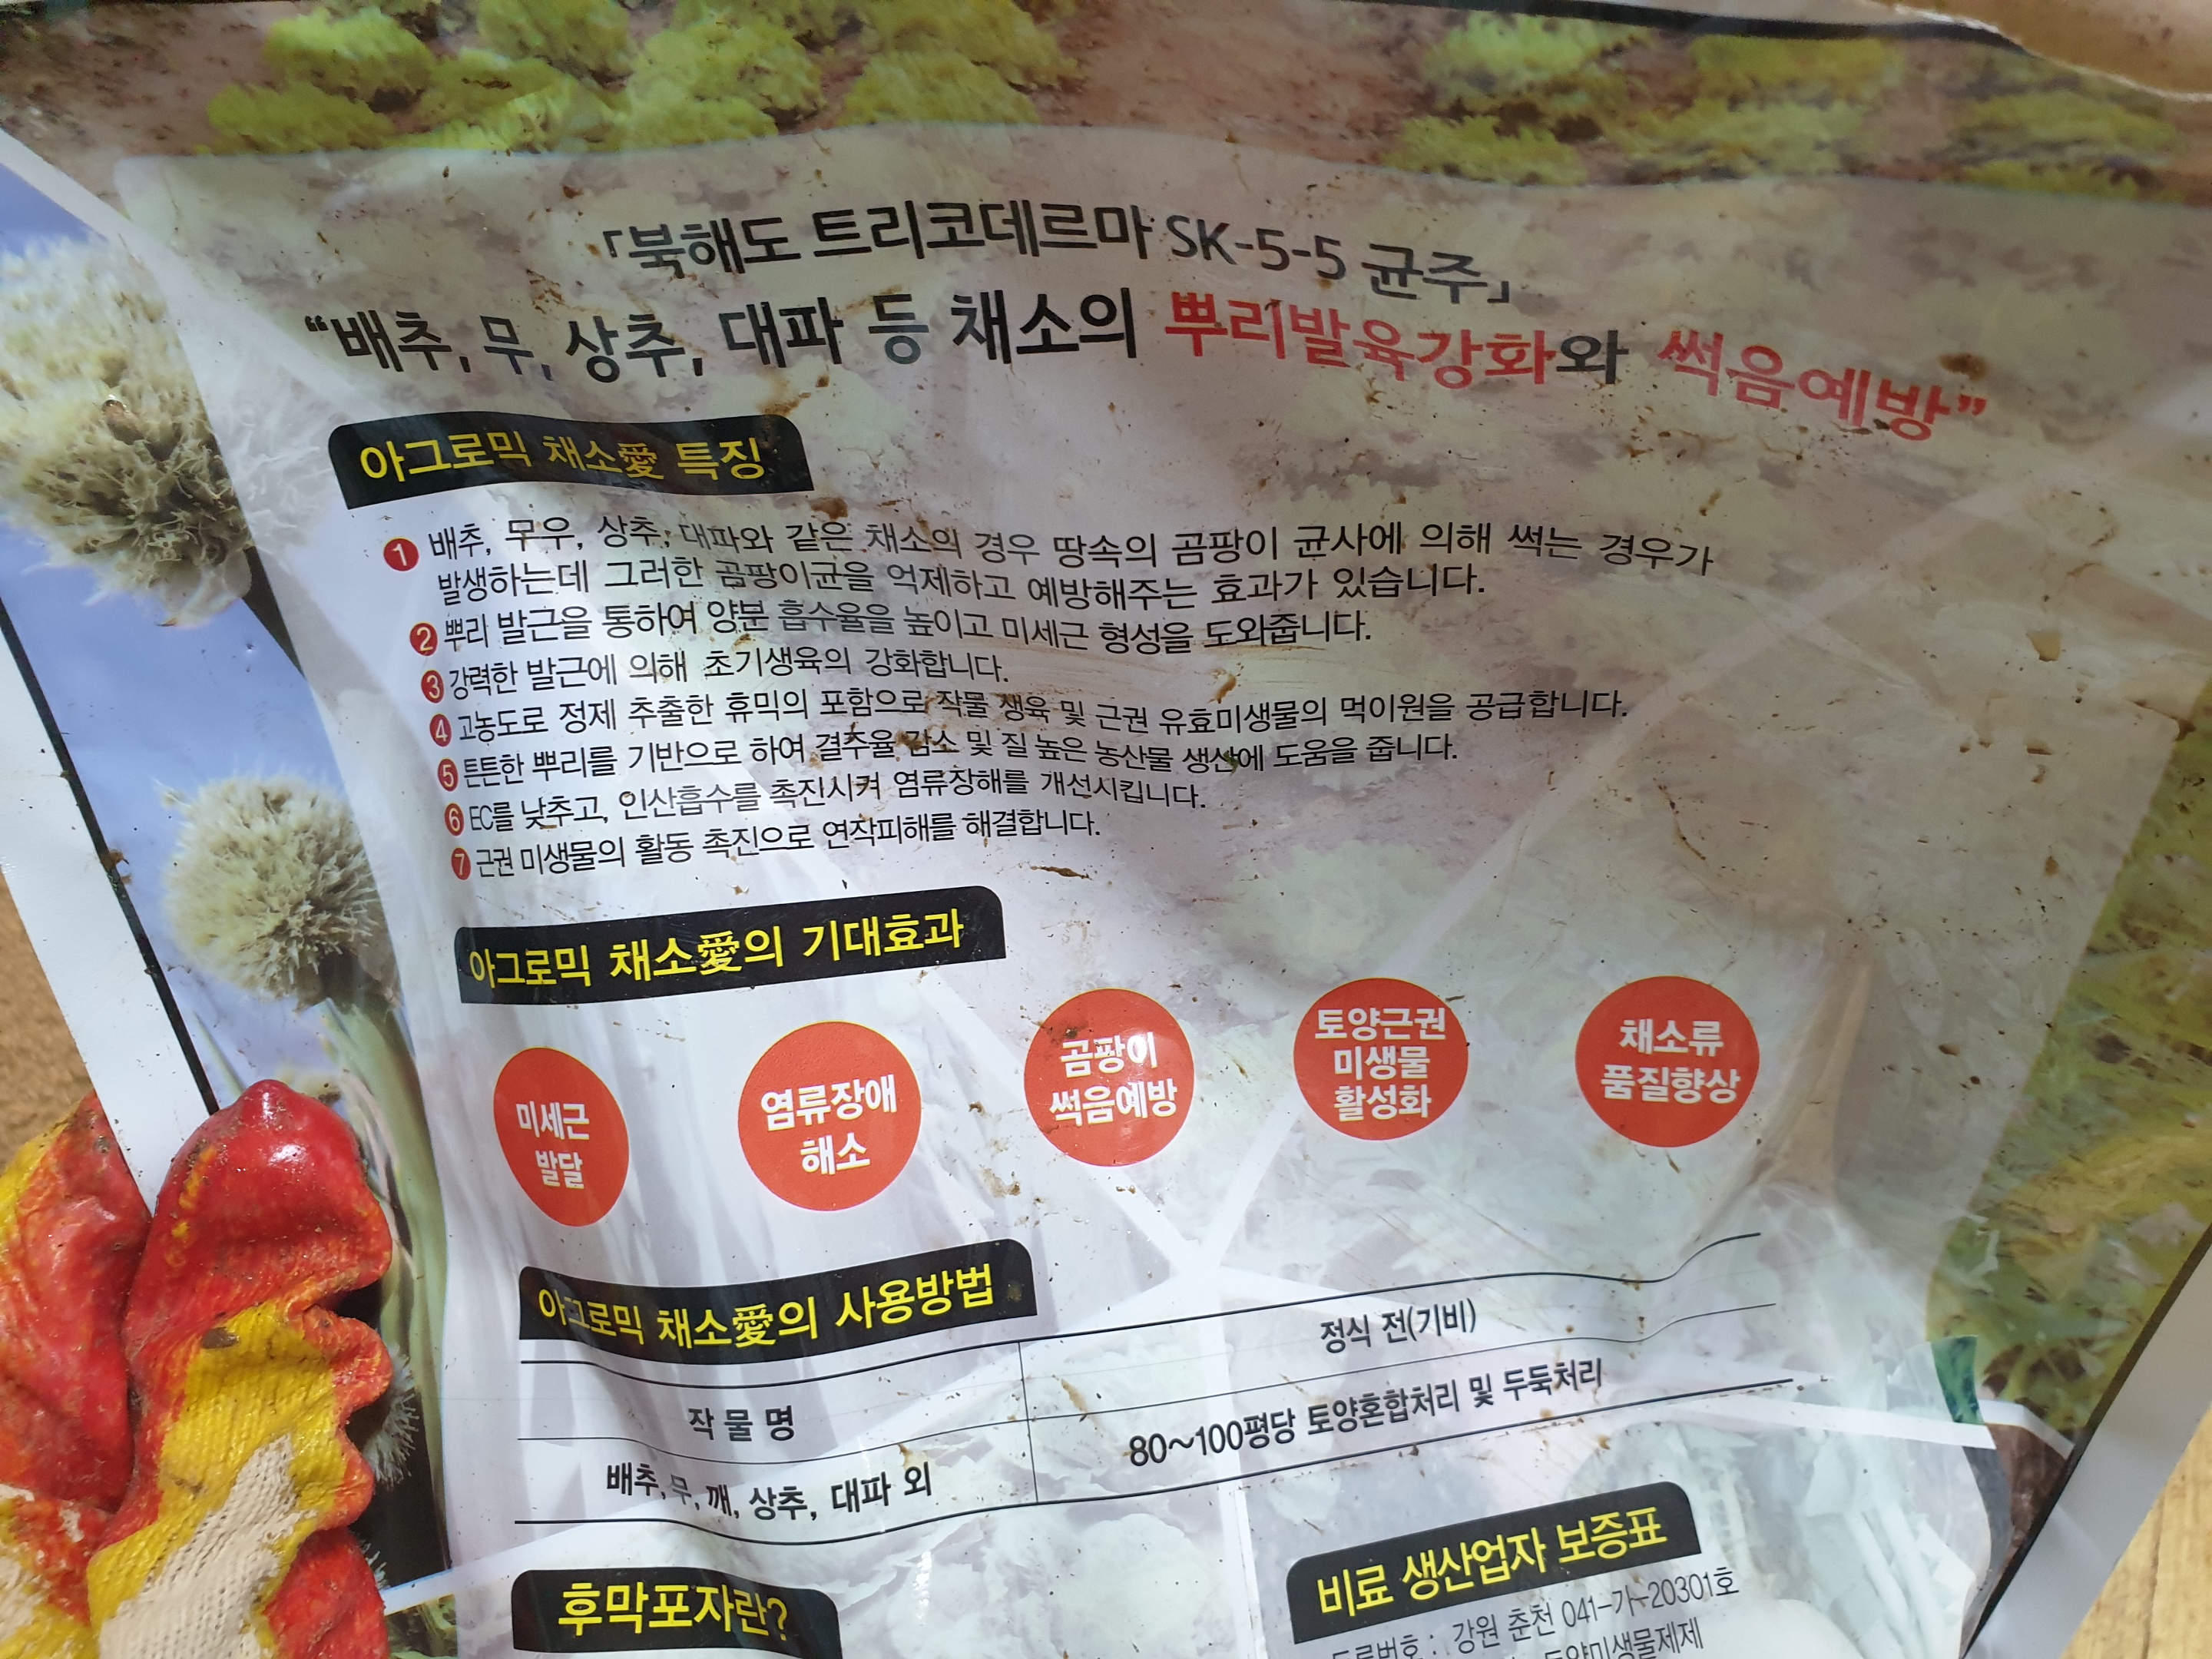 「북해도 트리코데르마 SK-5-5 균주」
“배추, 무, 상추, 대파 등 채소의 뿌리발육강화와 썩음예방”
아그로믹 채소愛 특징
1 배추, 무우, 상추, 대파와 같은 채소의 경우 땅속의 곰팡이 균사에 의해 썩는 경우가
발생하는데 그러한 곰팡이균을 억제하고 예방해주는 효과가 있습니다.
2 뿌리 발근을 통하여 양분 흡수율을 높이고 미세근 형성을 도와줍니다.
3 강력한 발근에 의해 초기생육의 강화합니다.
4 고농도로 정제 추출한 휴믹의 포함으로 작물 생육 및 근권 유효미생물의 먹이원을 공급합니다.
5 튼튼한 뿌리를 기반으로 하여 결주율 감소 및 질 높은 농산물 생산에 도움을 줍니다.
6 EC를 낮추고, 인산흡수를 촉진시켜 염류장해를 개선시킵니다.
7 근권 미생물의 활동 촉진으로 연작피해를 해결합니다.
아그로믹 채소愛의 기대효과
미세근
발달
염류장애
해소
곰팡이
썩음예방
토양근권
미생물
활성화
채소류
품질향상
아그로믹 채소愛의 사용방법
작 물 명
정식 전(기비)
배추, 무, 깨, 상추, 대파 외
80~100평당 토양혼합처리 및 두둑처리
후막포자란?
비료 생산업자 보증표
등록번호 : 강원 춘천 041-가-20301호
토양미생물제제